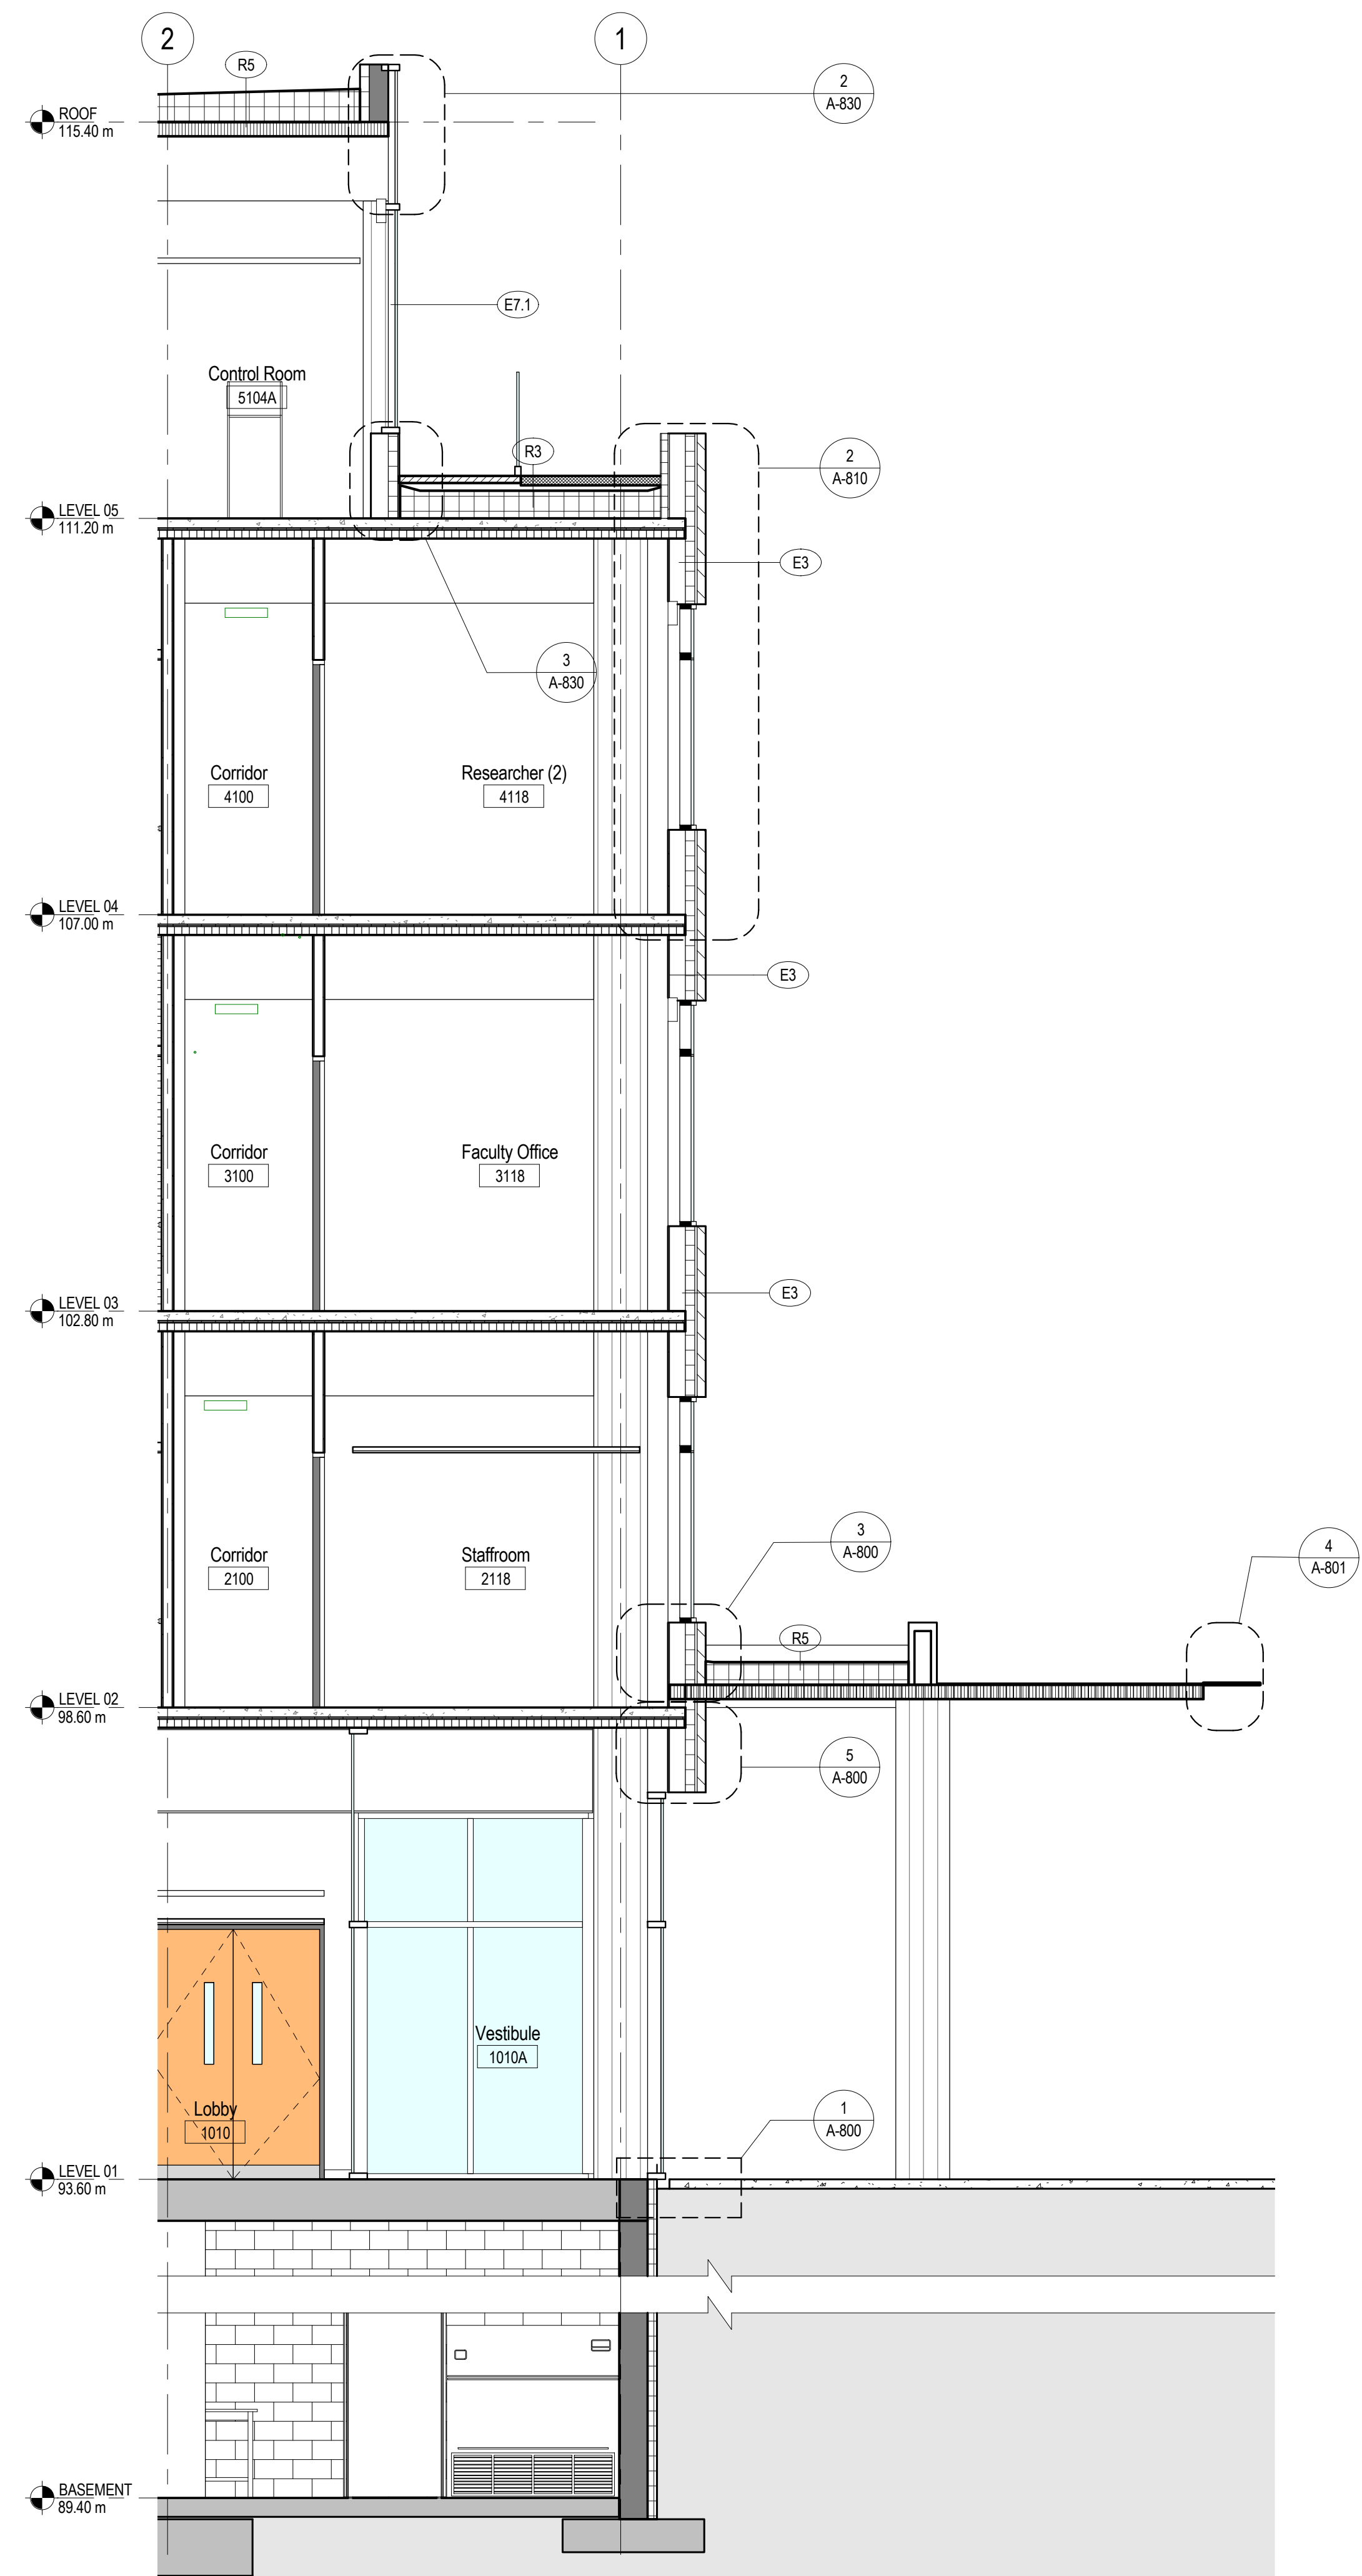 2
1
R5
2
A-830
ROOF
115.40 m
E7.1
Control Room
5104A
R3
2
A-810
LEVEL 05
111.20 m
E3
3
A-830
Corridor
4100
Researcher (2)
4118
LEVEL 04
107.00 m
E3
Corridor
3100
Faculty Office
3118
E3
LEVEL 03
102.80 m
3
A-800
4
A-801
Corridor
2100
Staffroom
2118
R5
LEVEL 02
98.60 m
5
A-800
Vestibule
1010A
Lobby
1010
1
A-800
LEVEL 01
93.60 m
BASEMENT
89.40 m